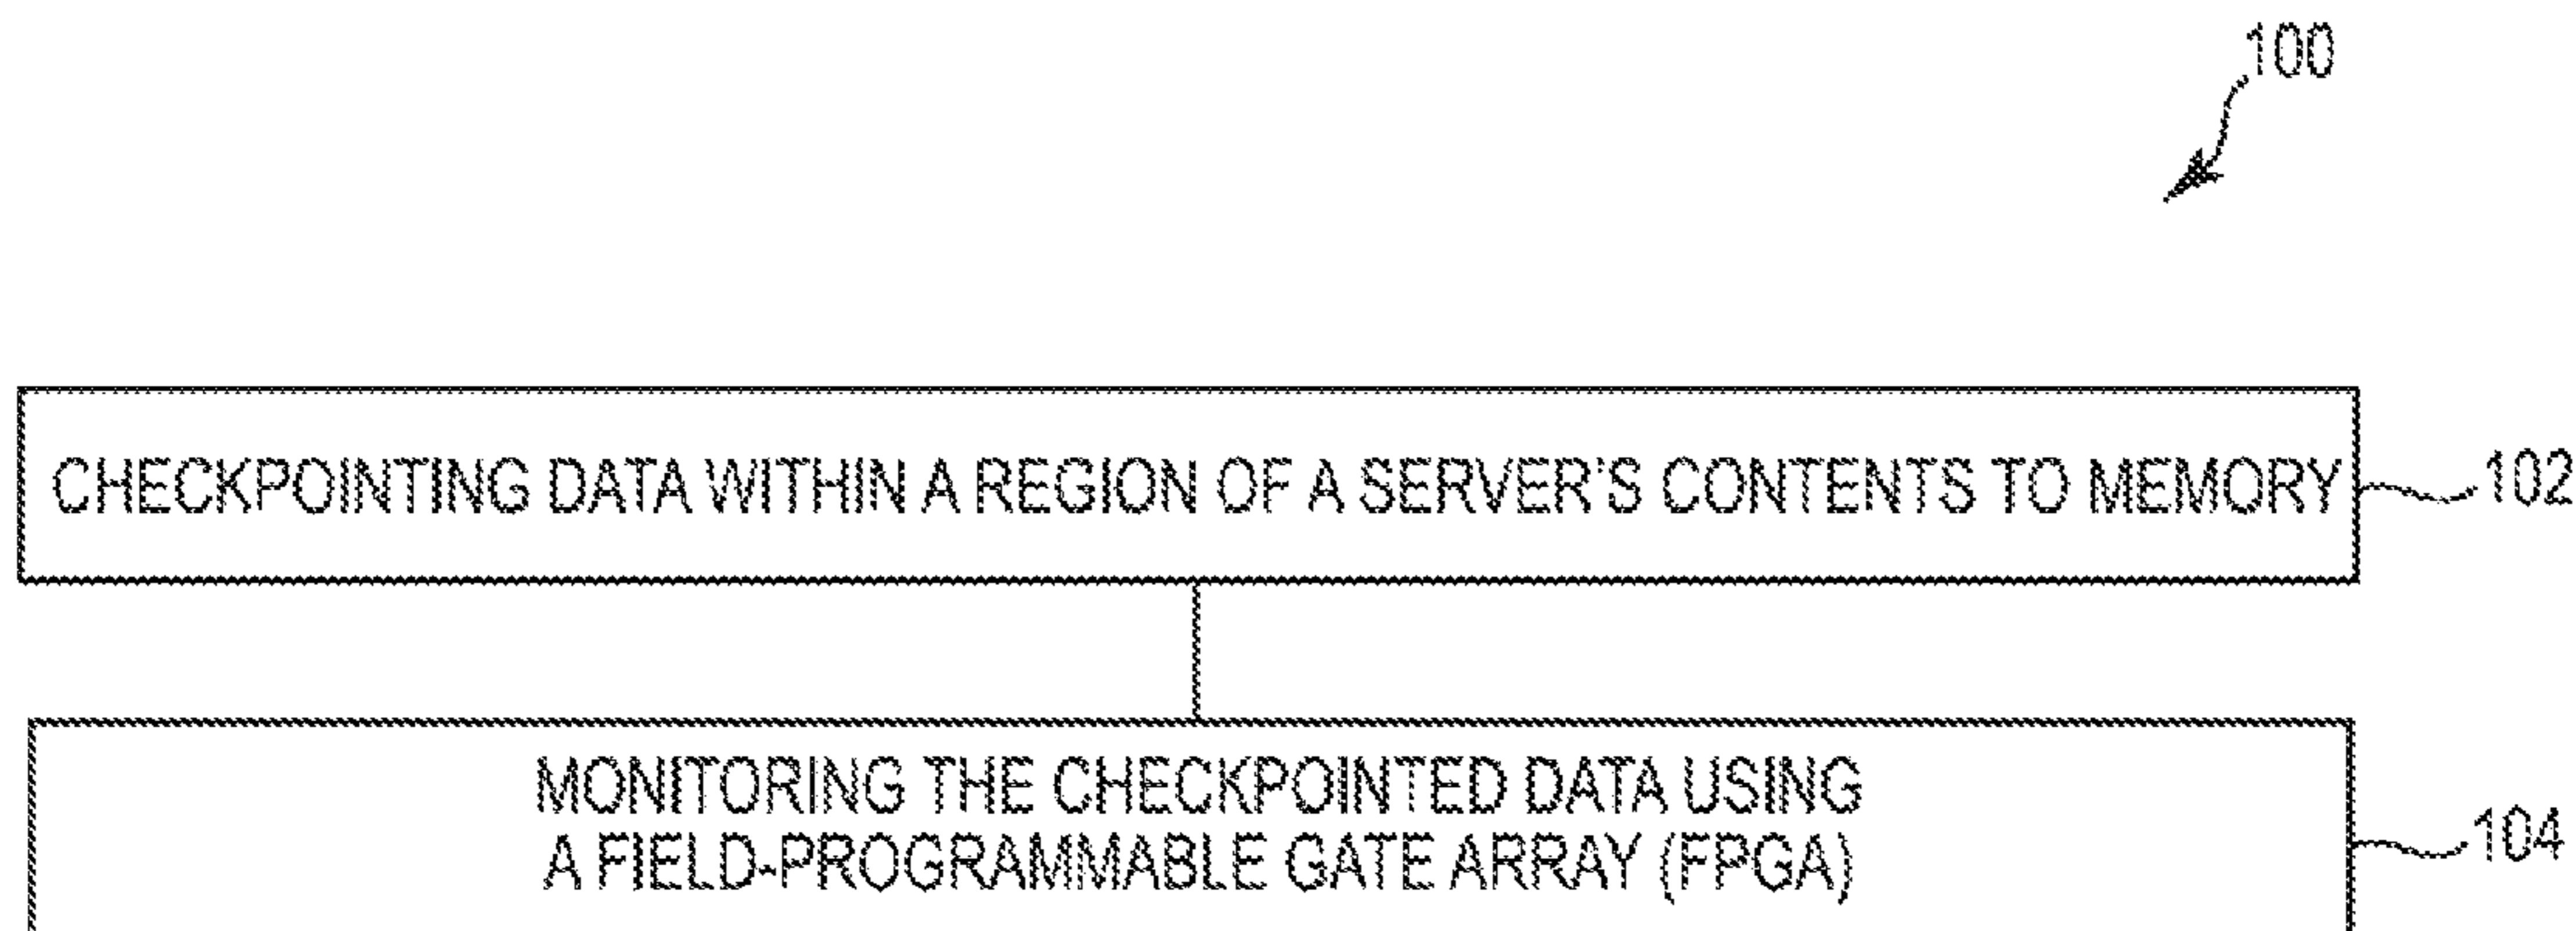 100
CHECKPOINTING DATA WITHIN A REGION OF A SERVER'S CONTENTS TO MEMORY
102
MONITORING THE CHECKPOINTED DATA USING
A FIELD-PROGRAMMABLE GATE ARRAY (FPGA)
104